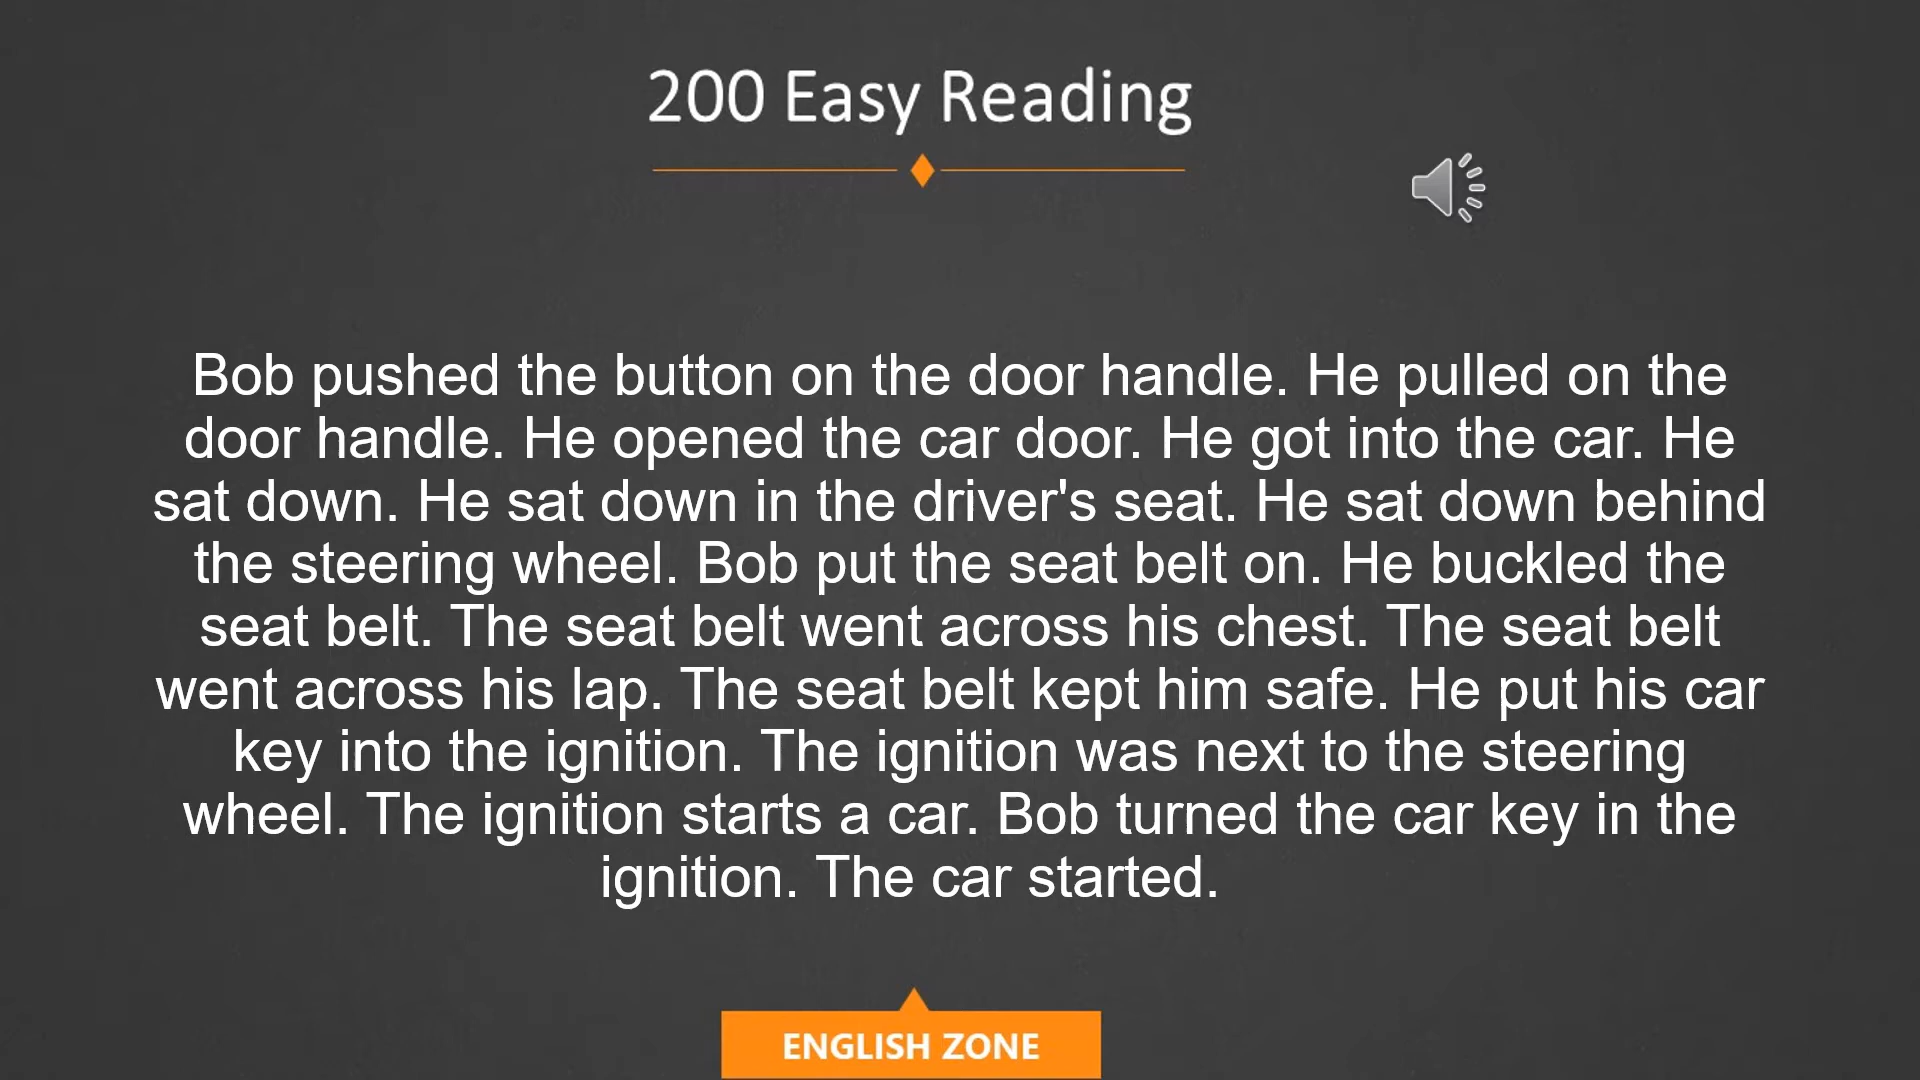 200 Easy Reading
Bob pushed the button on the door handle. He pulled on the
door handle. He opened the car door. He got into the car. He
sat down. He sat down in the driver's seat. He sat down behind
the steering wheel. Bob put the seat belt on. He buckled the
seat belt. The seat belt went across his chest. The seat belt
went across his lap. The seat belt kept him safe. He put his car
key into the ignition. The ignition was next to the steering
wheel. The ignition starts a car. Bob turned the car key in the
ignition. The car started.
ENGLISH ZONE